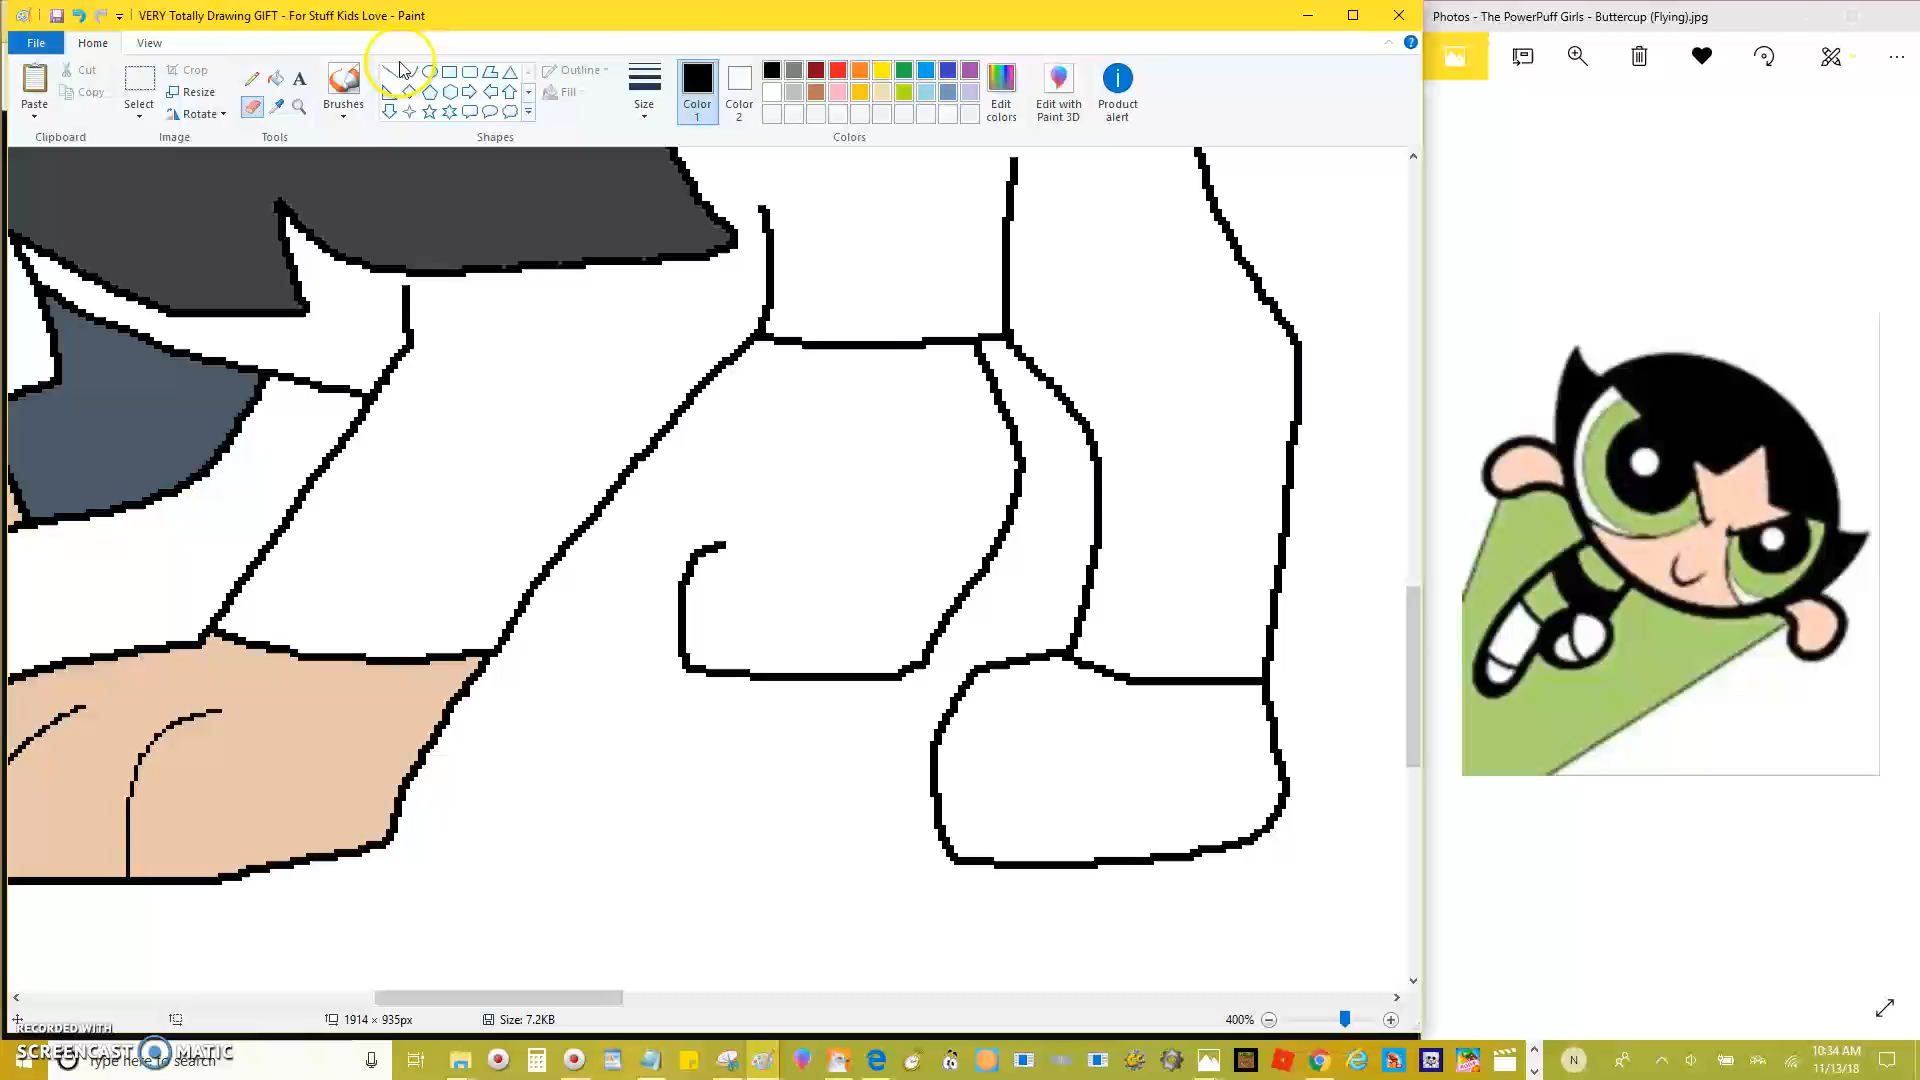 VERY Totally Drawing GIFT - For Stuff Kids Love - Paint
Photos - The PowerPuff Girls - Buttercup (Flying).jpg
File Home View
Paste
Cut
Copy
Clipboard
Select
Crop
Resize
Rotate
Image
A
Tools
Brushes
Outline
Fill
Shapes
Size
Color
1
Color
2
Edit
colors
Edit with
Paint 3D
Product
alert
Colors
1914 × 935px
Size: 7.2KB
400%
RECORDED WITH
SCREENCAST MATIC
Type here to search
N
10:34 AM
11/13/18